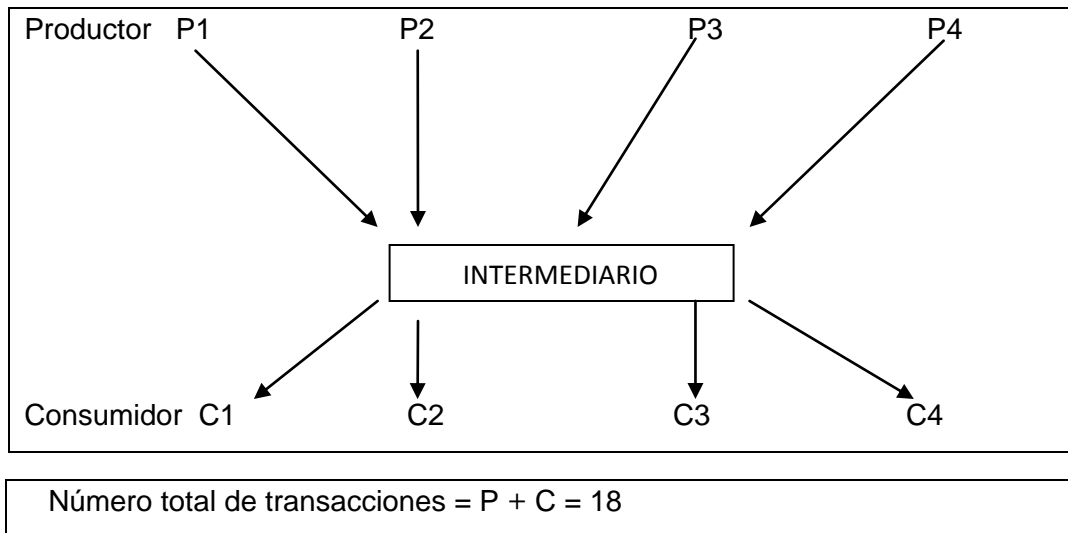 Productor P1 P2 P3 P4
INTERMEDIARIO
Consumidor C1 C2 C3 C4
Número total de transacciones = P + C = 18